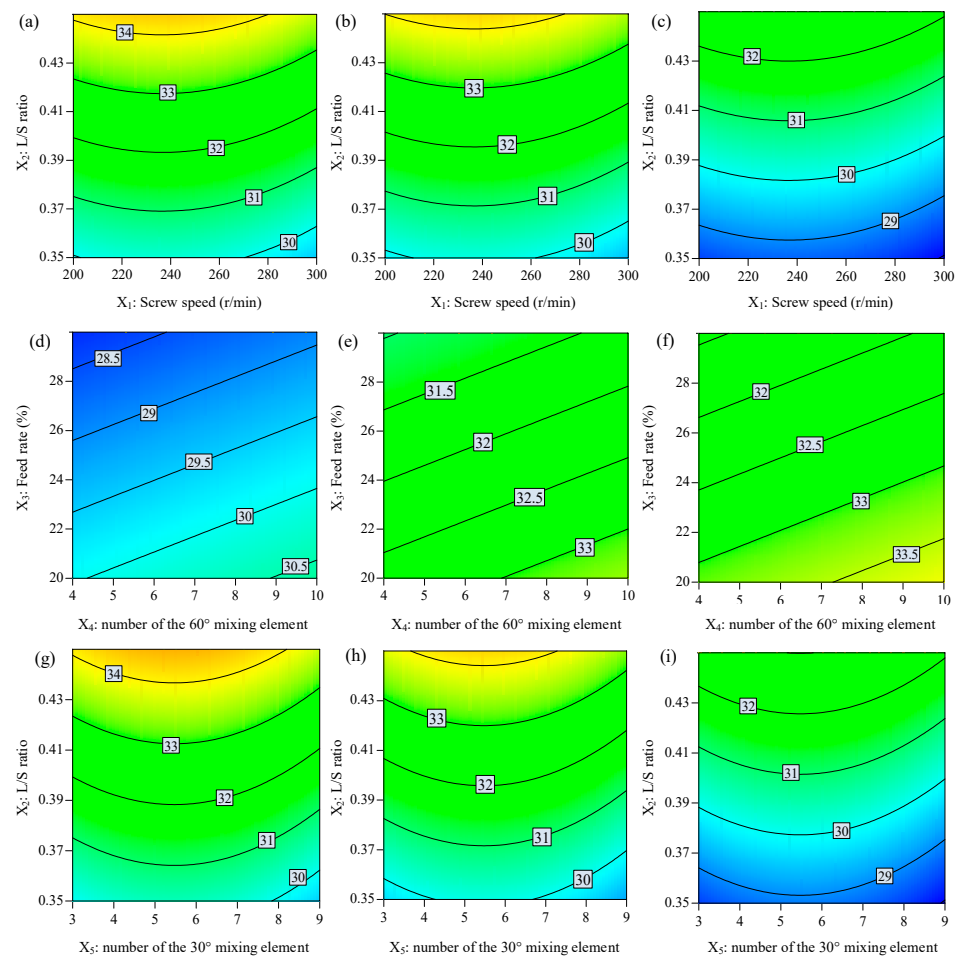 (a)
X₂: L/S ratio
0.43
0.41
0.39
0.37
0.35
34
33
32
31
30
200 220 240 260 280 300
X₁: Screw speed (r/min)
(b)
X₂: L/S ratio
0.43
0.41
0.39
0.37
0.35
33
32
31
30
200 220 240 260 280 300
X₁: Screw speed (r/min)
(c)
X₂: L/S ratio
0.43
0.41
0.39
0.37
0.35
32
31
30
29
200 220 240 260 280 300
X₁: Screw speed (r/min)
(d)
X₃: Feed rate (%)
28
26
24
22
20
28.5
29
29.5
30
30.5
4 5 6 7 8 9 10
X₄: number of the 60° mixing element
(e)
X₃: Feed rate (%)
28
26
24
22
20
31.5
32
32.5
33
4 5 6 7 8 9 10
X₄: number of the 60° mixing element
(f)
X₃: Feed rate (%)
28
26
24
22
20
32
32.5
33
33.5
4 5 6 7 8 9 10
X₄: number of the 60° mixing element
(g)
X₂: L/S ratio
0.43
0.41
0.39
0.37
0.35
34
33
32
31
30
3 4 5 6 7 8 9
X₅: number of the 30° mixing element
(h)
X₂: L/S ratio
0.43
0.41
0.39
0.37
0.35
33
32
31
30
3 4 5 6 7 8 9
X₅: number of the 30° mixing element
(i)
X₂: L/S ratio
0.43
0.41
0.39
0.37
0.35
32
31
30
29
3 4 5 6 7 8 9
X₅: number of the 30° mixing element